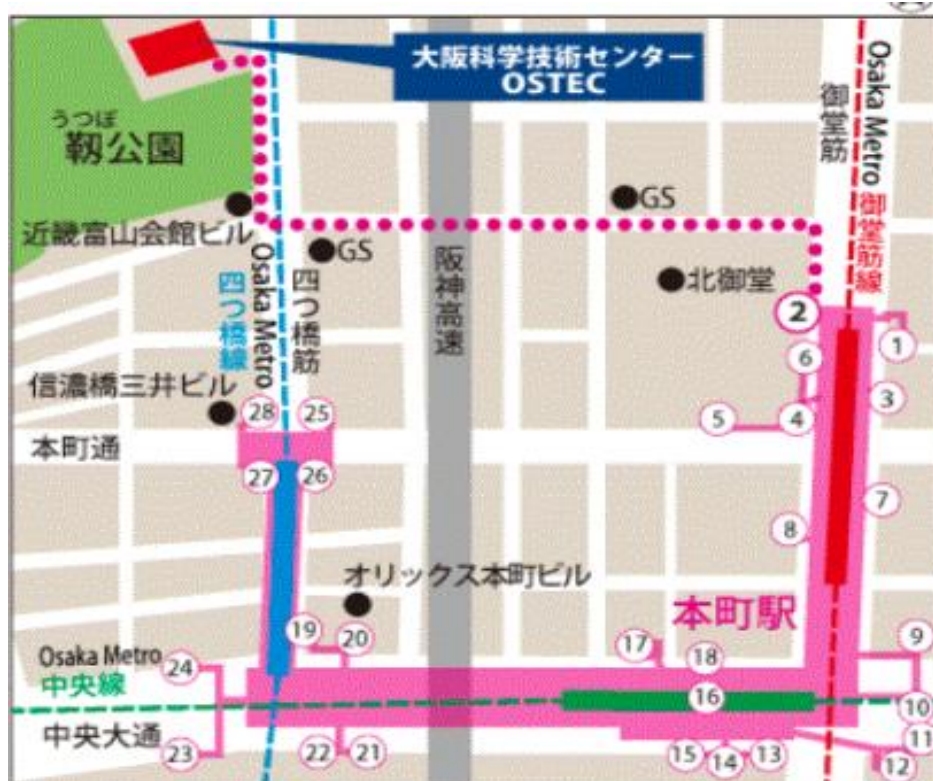 大阪科学技術センター
OSTEC
うつぼ
靱公園
御堂筋
Osaka Metro
御堂筋線
GS
近畿富山会館ビル
GS
Osaka Metro
四つ橋線
四つ橋筋
阪神高速
北御堂
2
1
6
3
信濃橋三井ビル
28
25
5
4
本町通
27
26
7
8
オリックス本町ビル
本町駅
19
20
17
18
9
Osaka Metro
中央線
24
16
10
中央大通
23
22
21
15
14
13
11
12